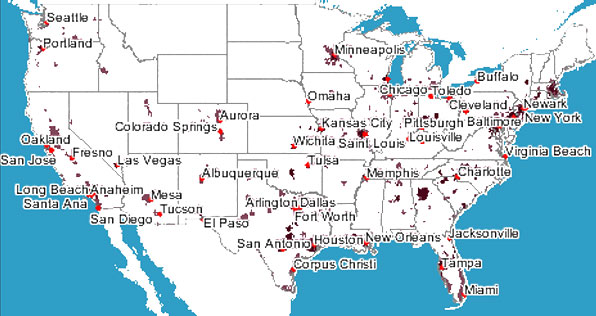 Seattle
Portland
Minneapolis
Buffalo
Chicago
Toledo
Omaha
Cleveland
Newark
Aurora
Kansas City
Pittsburgh
Baltimore
New York
Colorado Springs
Oakland
Wichita
Saint Louis
Louisville
San Jose
Fresno
Las Vegas
Tulsa
Virginia Beach
Albuquerque
Memphis
Charlotte
Long Beach
Anaheim
Mesa
Santa Ana
Tucson
Arlington
Dallas
San Diego
El Paso
Fort Worth
Jacksonville
San Antonio
Houston
New Orleans
Corpus Christi
Tampa
Miami